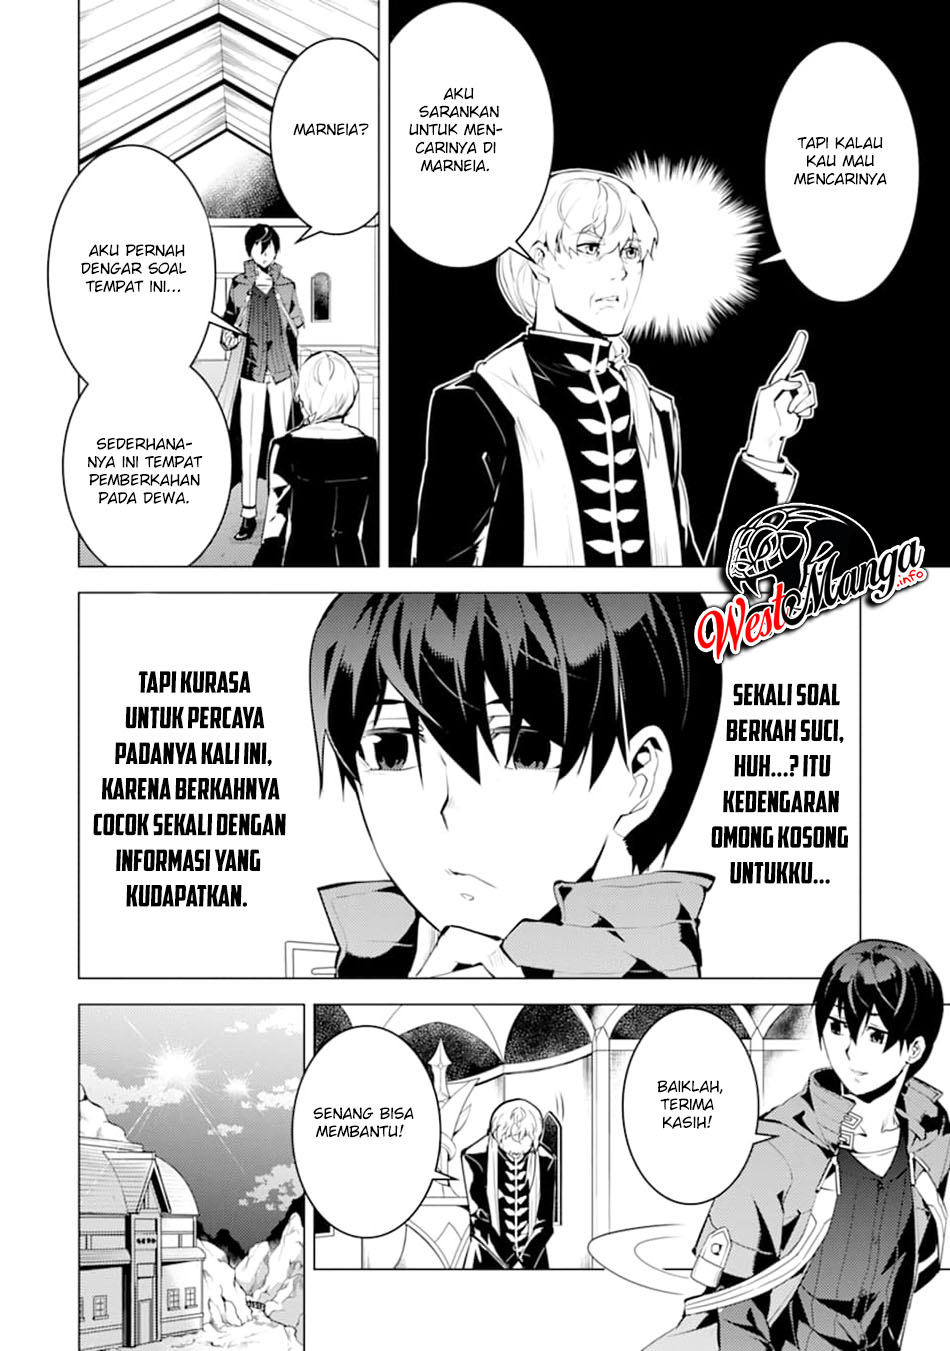 TAPI KALAU
KAU MAU
MENCARINYA
AKU
SARANKAN
UNTUK MEN-
CARINYA DI
MARNEIA.
MARNEIA?
AKU PERNAH
DENGAR SOAL
TEMPAT INI...
SEDERHANA-
NYA INI TEMPAT
PEMBERKAHAN
PADA DEWA.
WestManga
.info
SEKALI SOAL
BERKAH SUCI,
HUH...? ITU
KEDENGARAN
OMONG KOSONG
UNTUKKU...
TAPI KURASA
UNTUK PERCAYA
PADANYA KALI INI,
KARENA BERKAHNYA
COCOK SEKALI DENGAN
INFORMASI YANG
KUDAPATKAN.
BAIKLAH,
TERIMA
KASIH!
SENANG BISA
MEMBANTU!